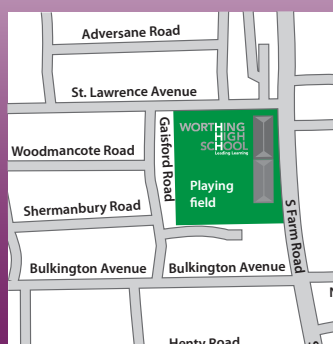 Adversane Road
St. Lawrence Avenue
WORTHING
HIGH
SCHOOL
Leading Learning
Gaisford Road
Woodmancote Road
Playing
field
Shermanbury Road
S Farm Road
Bulkington Avenue
Bulkington Avenue
Henty Road